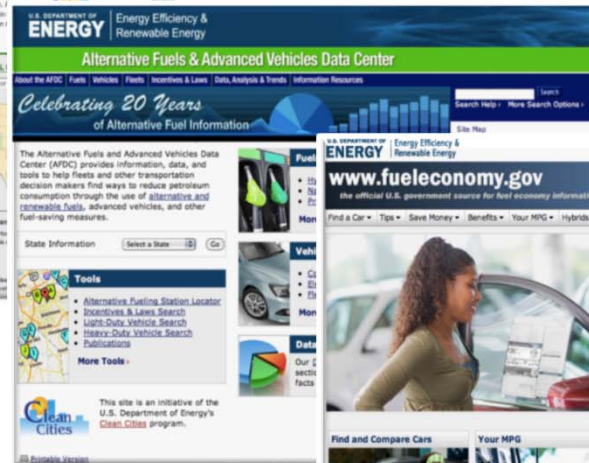 U.S. DEPARTMENT OF
ENERGY
Energy Efficiency &
Renewable Energy
Alternative Fuels & Advanced Vehicles Data Center
About the AFDC
Fuels
Vehicles
Fleets
Incentives & Laws
Data, Analysis & Trends
Information Resources
Celebrating 20 Years
of Alternative Fuel Information
Search
Search Help
More Search Options
Site Map
The Alternative Fuels and Advanced Vehicles Data
Center (AFDC) provides information, data, and
tools to help fleets and other transportation
decision makers find ways to reduce petroleum
consumption through the use of alternative and
renewable fuels, advanced vehicles, and other
fuel-saving measures.
State Information
Select a State
Go
Tools
Alternative Fueling Station Locator
Incentives & Laws Search
Light-Duty Vehicle Search
Heavy-Duty Vehicle Search
Publications
More Tools
Clean
Cities
This site is an initiative of the
U.S. Department of Energy's
Clean Cities program.
Printable Version
U.S. DEPARTMENT OF
ENERGY
Energy Efficiency &
Renewable Energy
www.fueleconomy.gov
the official U.S. government source for fuel economy informati
Find a Car
Tips
Save Money
Benefits
Your MPG
Hybrids
Find and Compare Cars
Your MPG